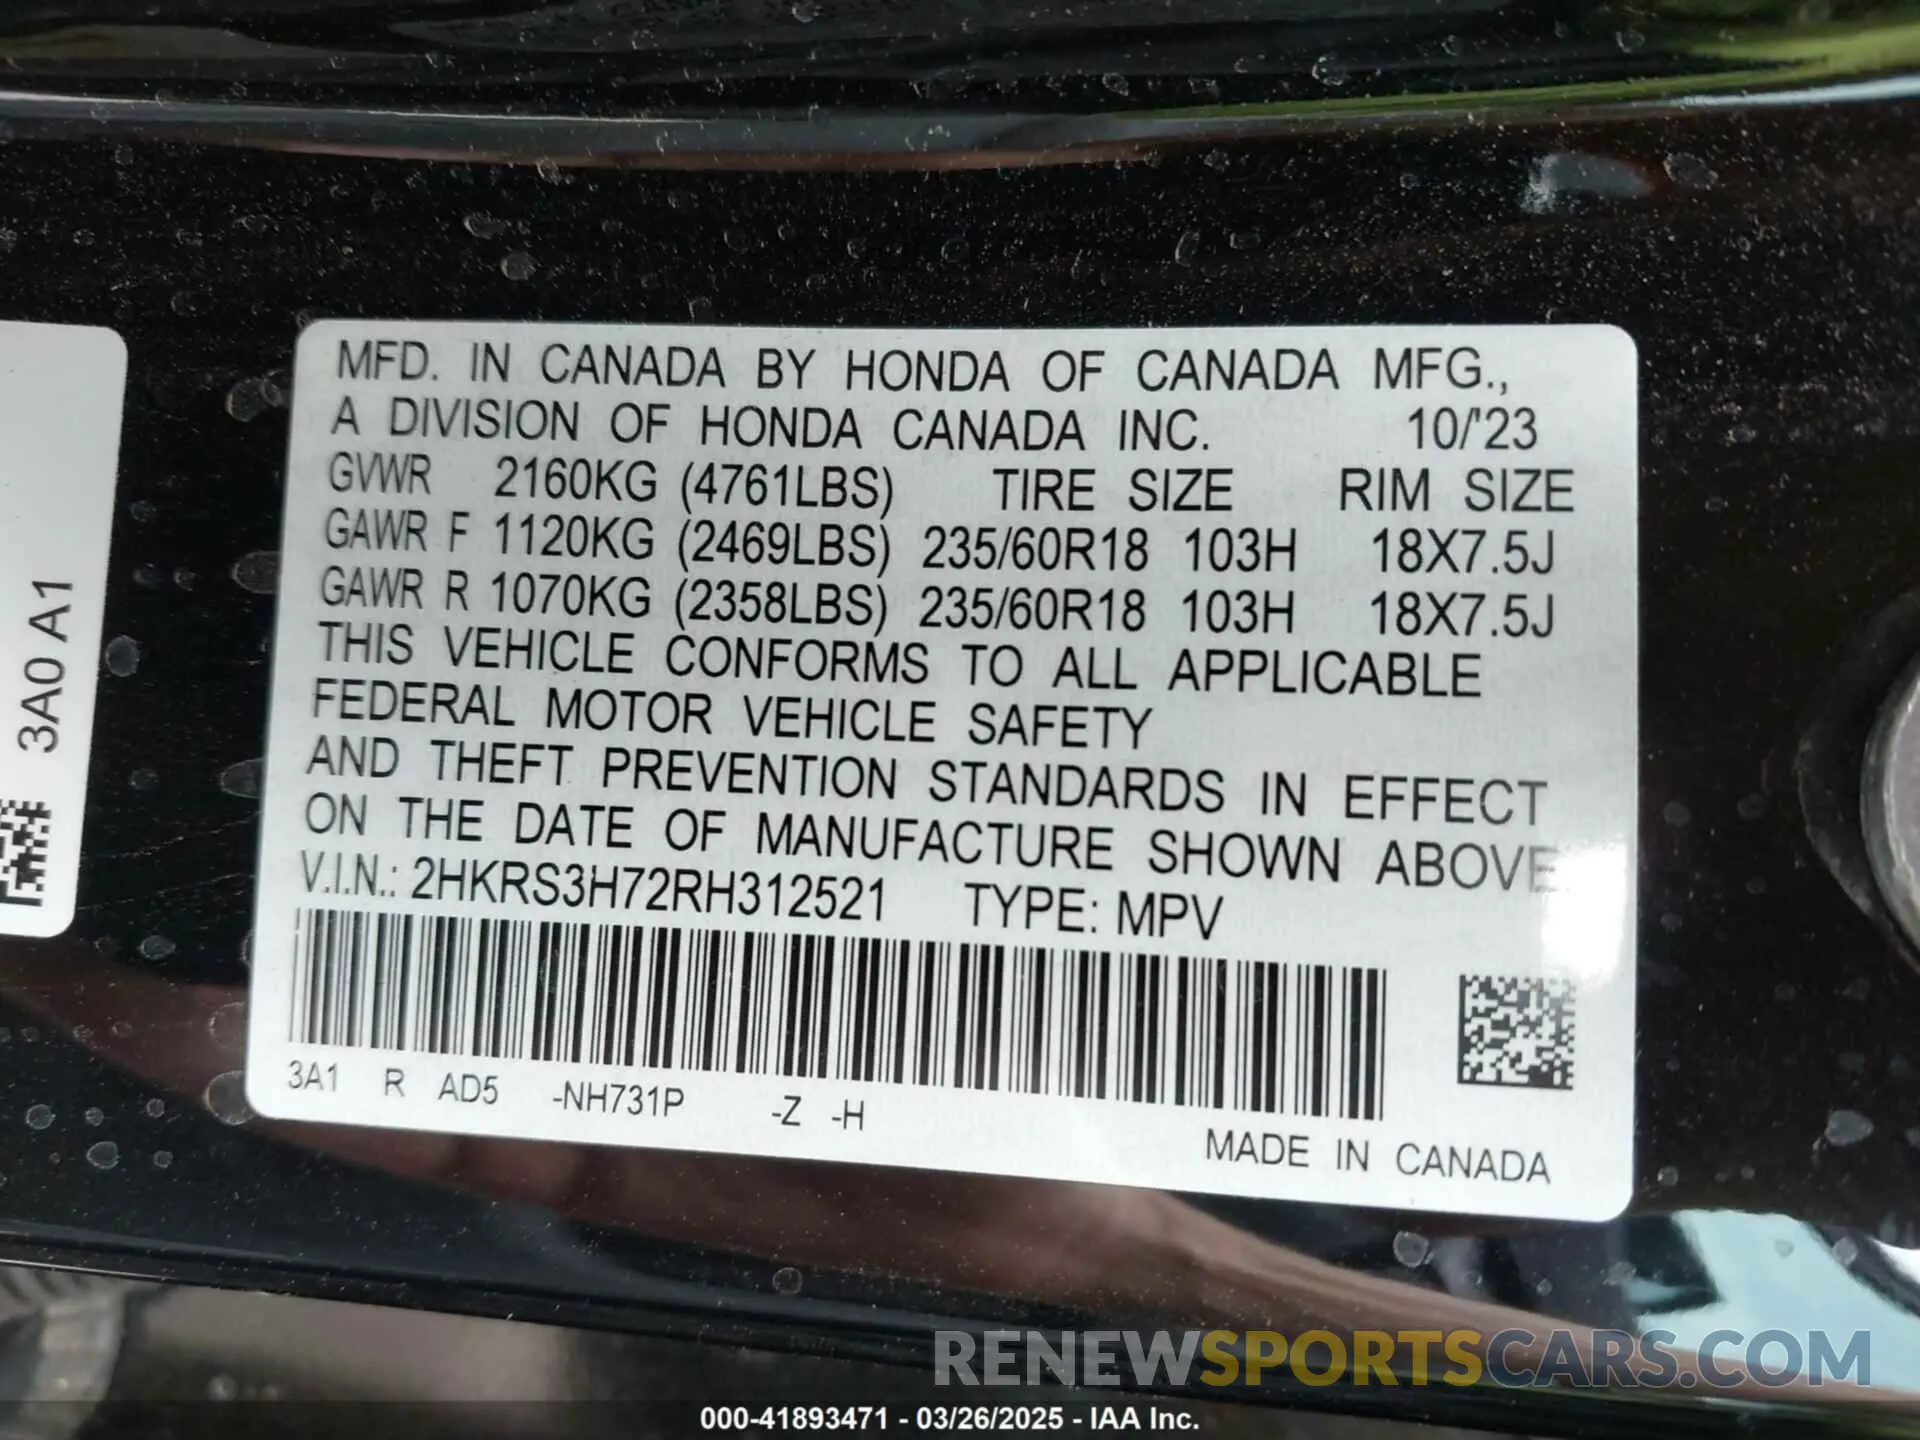 MFD. IN CANADA BY HONDA OF CANADA MFG.,
A DIVISION OF HONDA CANADA INC. 10/'23
GVWR 2160KG (4761LBS) TIRE SIZE RIM SIZE
GAWR F 1120KG (2469LBS) 235/60R18 103H 18X7.5J
GAWR R 1070KG (2358LBS) 235/60R18 103H 18X7.5J
THIS VEHICLE CONFORMS TO ALL APPLICABLE
FEDERAL MOTOR VEHICLE SAFETY
AND THEFT PREVENTION STANDARDS IN EFFECT
ON THE DATE OF MANUFACTURE SHOWN ABOVE
V.I.N.: 2HKRS3H72RH312521 TYPE: MPV
3A1 R AD5 -NH731P -Z -H
MADE IN CANADA
3A0 A1
RENEWSPORTSCARS.COM
000-41893471 - 03/26/2025 - IAA Inc.